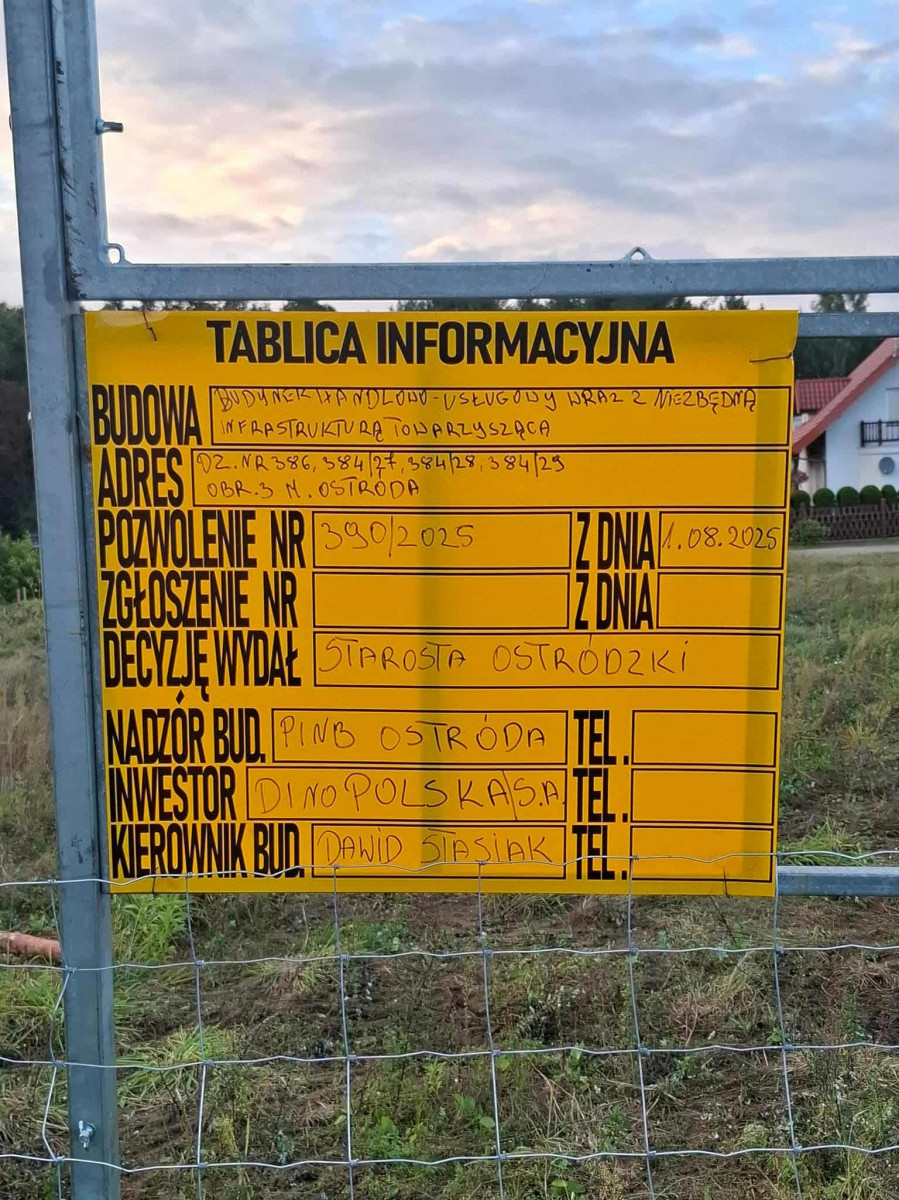 TABLICA INFORMACYJNA
BUDOWA BUDYNEK HANDLOWO-USŁUGOWY WRAZ Z NIEZBĘDNĄ
INFRASTRUKTURĄ TOWARZYSZĄCA
ADRES DZ. NR 386, 384/27, 384/28, 384/29
OBR. 3 M. OSTRÓDA
POZWOLENIE NR 390/2025 Z DNIA 1.08.2025
ZGŁOSZENIE NR Z DNIA
DECYZJĘ WYDAŁ STAROSTA OSTRÓDZKI
NADZÓR BUD. PINB OSTRÓDA TEL.
INWESTOR DINO POLSKA S.A. TEL.
KIEROWNIK BUD. DAWID STASIAK TEL.